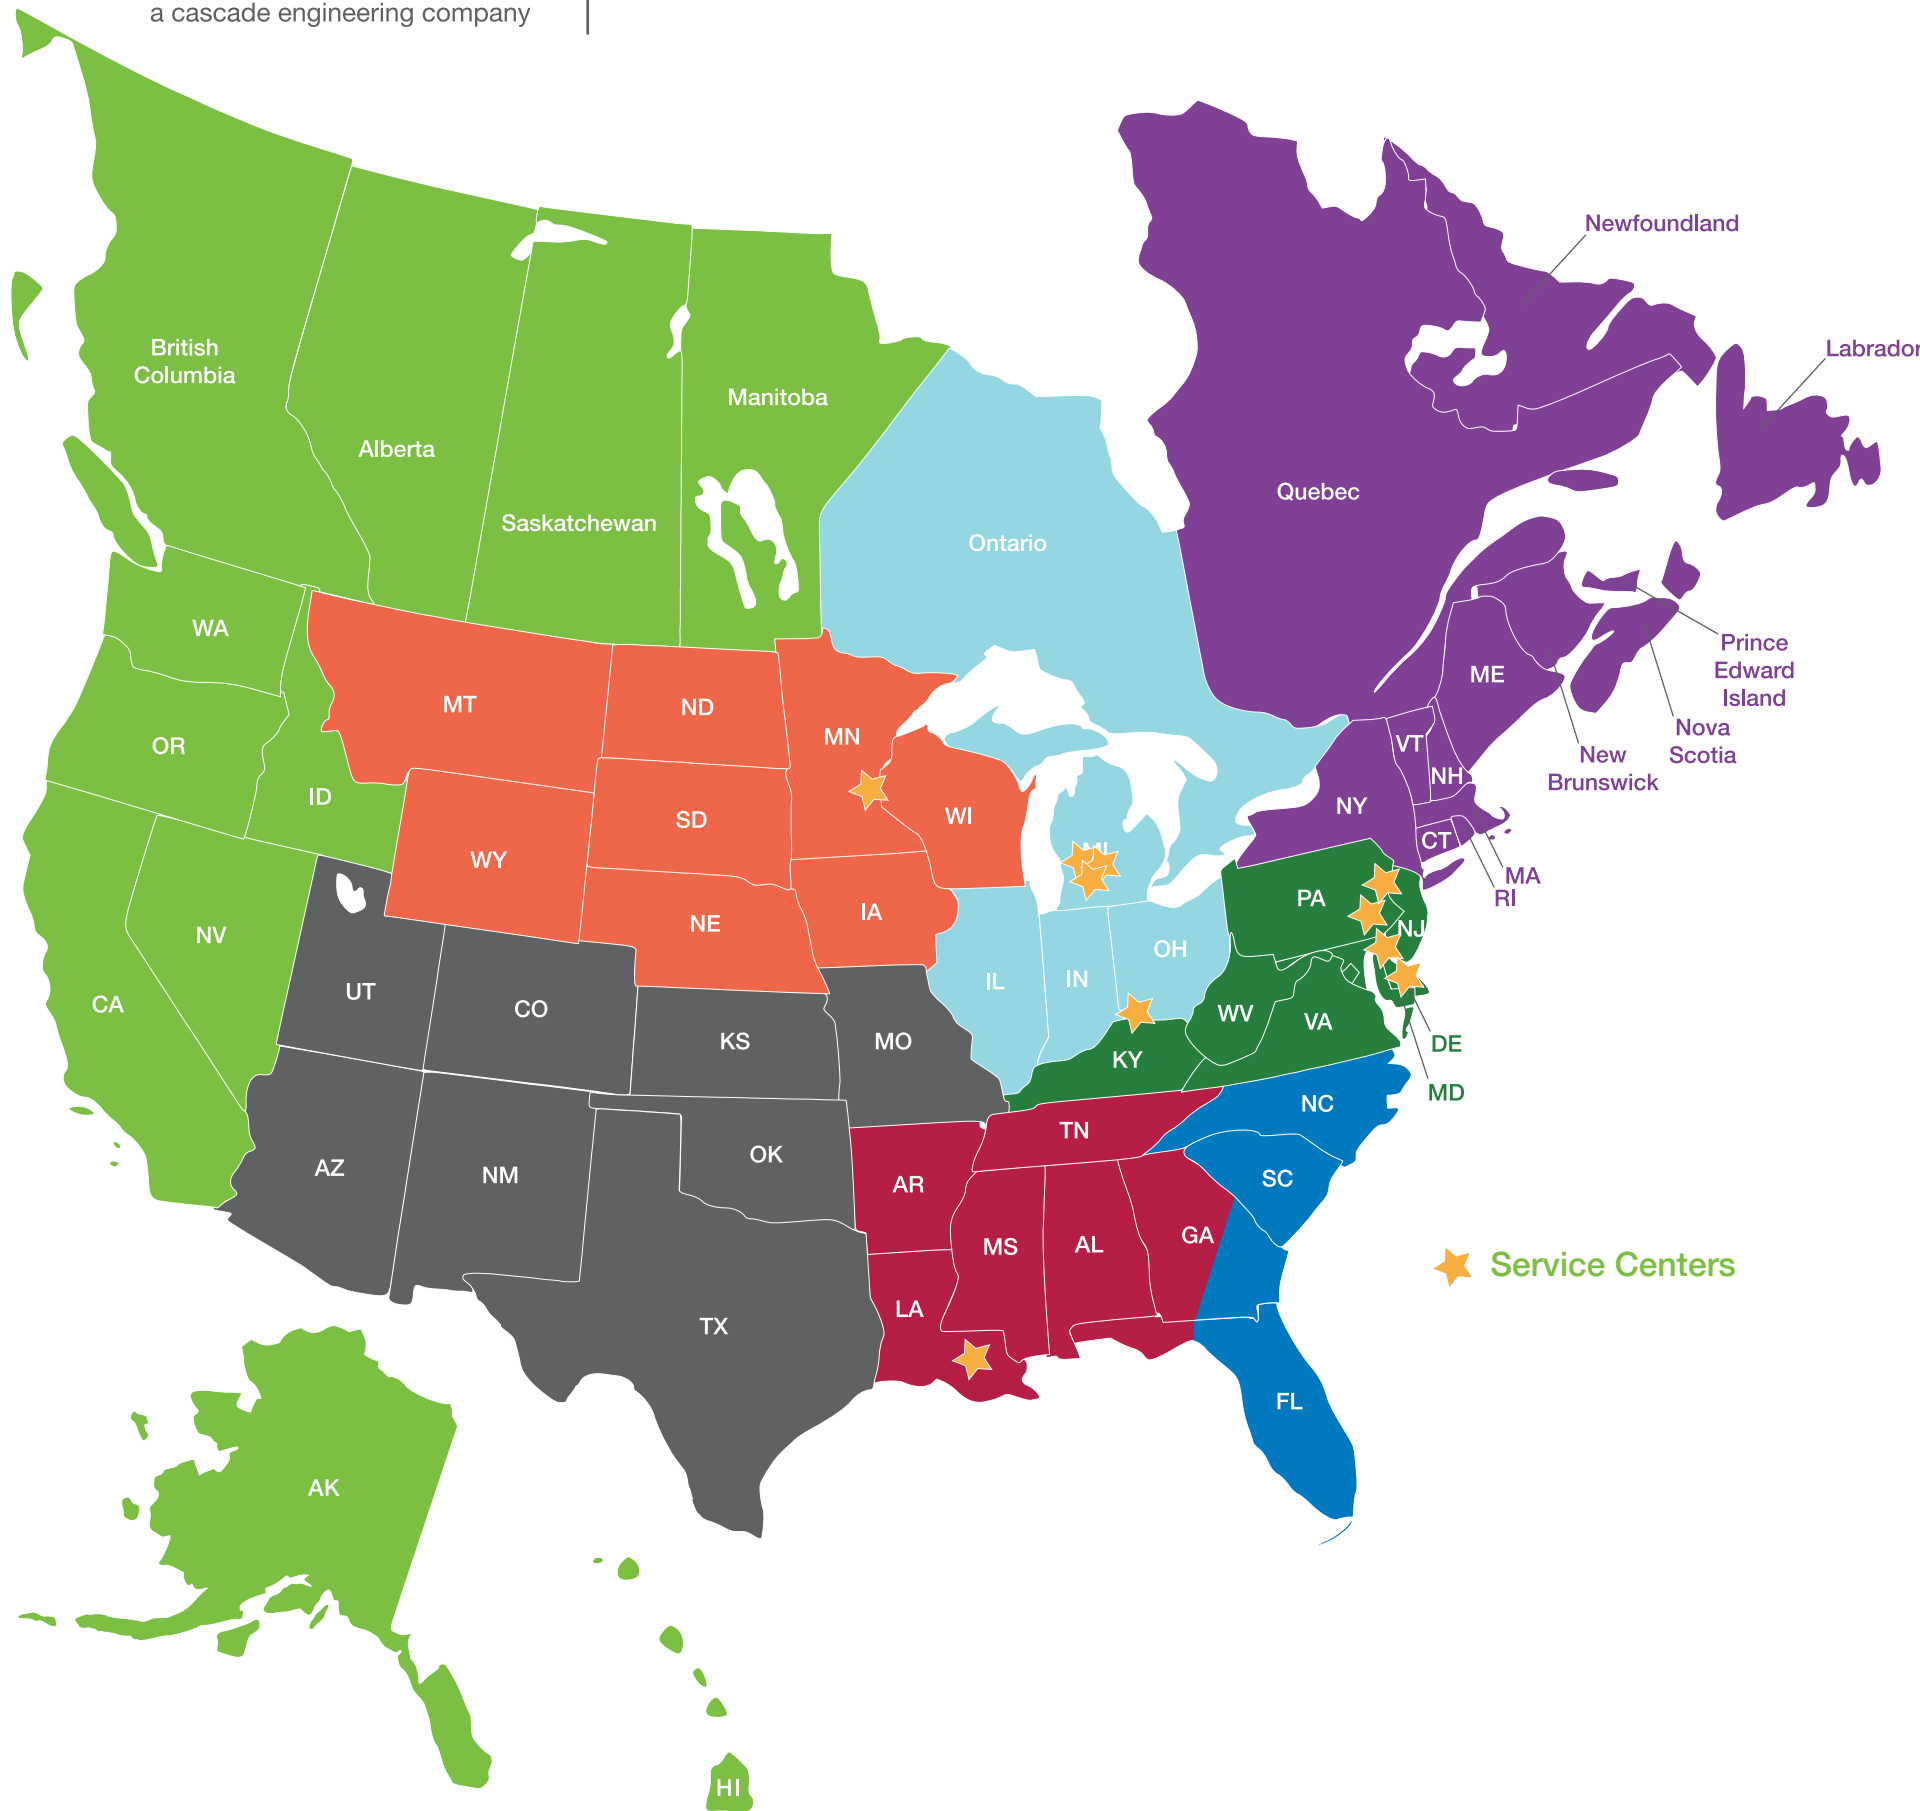 a cascade engineering company
Newfoundland
Labrador
British
Columbia
Manitoba
Alberta
Quebec
Saskatchewan
Ontario
WA
Prince
Edward
Island
ME
MT
ND
Nova
Scotia
MN
OR
VT
New
Brunswick
NH
ID
NY
SD
WI
CT
MI
WY
MA
RI
PA
IA
NE
NJ
NV
OH
IN
IL
UT
CA
CO
WV
VA
KS
MO
DE
KY
MD
NC
TN
OK
AZ
NM
SC
AR
GA
AL
MS
Service Centers
LA
TX
FL
AK
HI